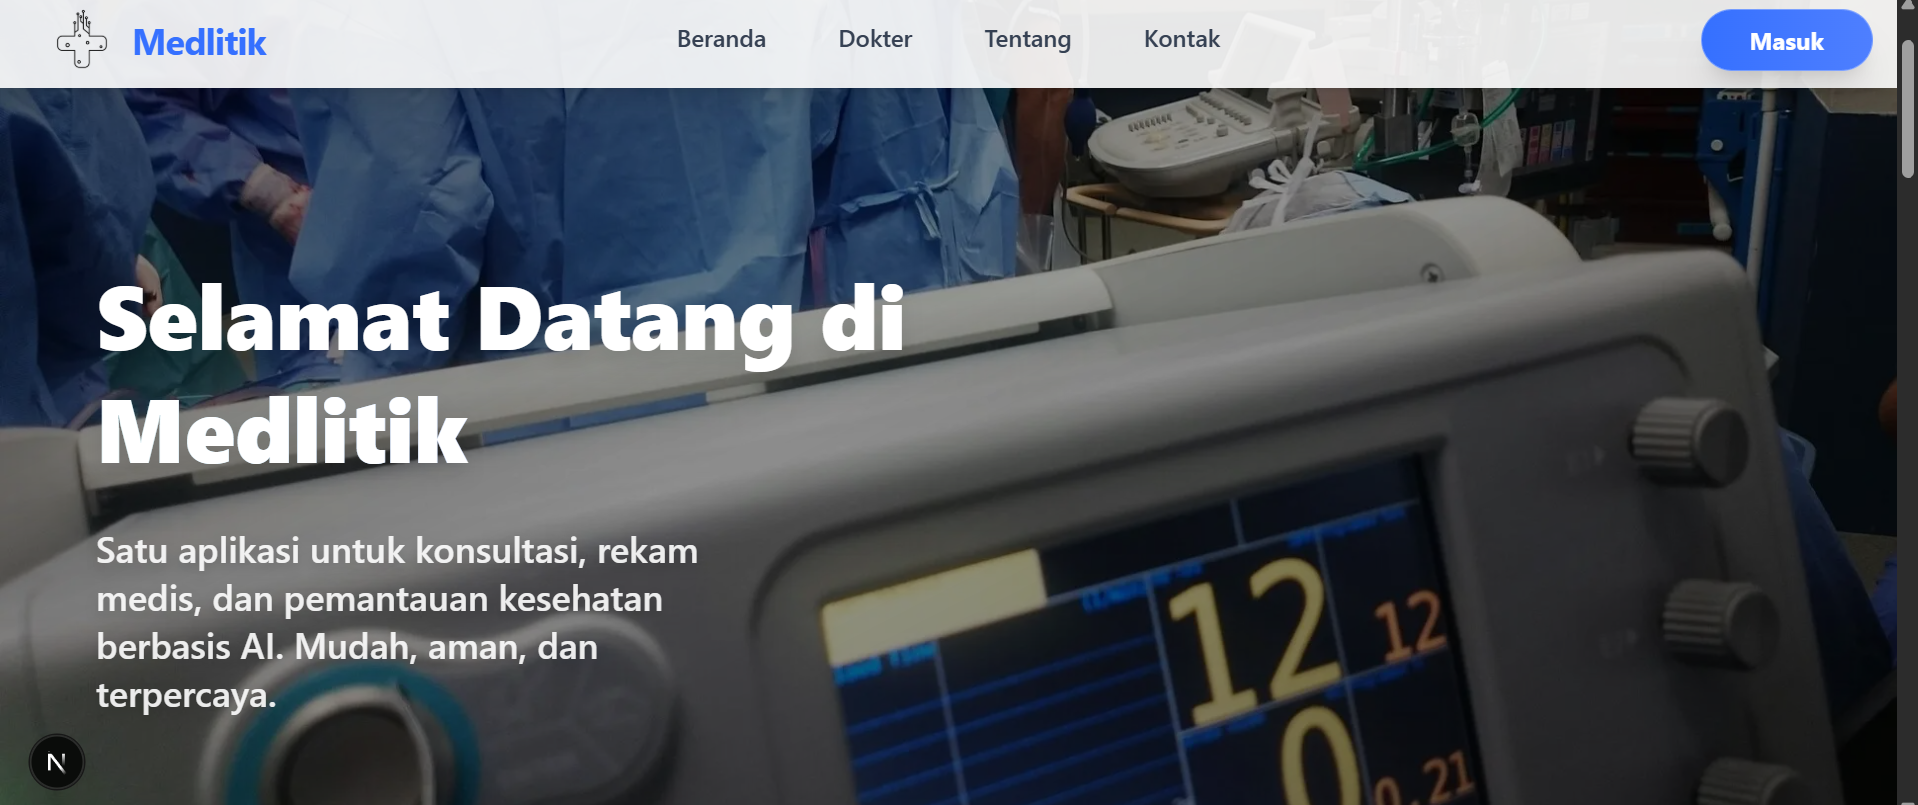 Medlitik
Beranda
Dokter
Tentang
Kontak
Masuk
Selamat Datang di
Medlitik
Satu aplikasi untuk konsultasi, rekam
medis, dan pemantauan kesehatan
berbasis AI. Mudah, aman, dan
terpercaya.
12
12
0
0.21
N